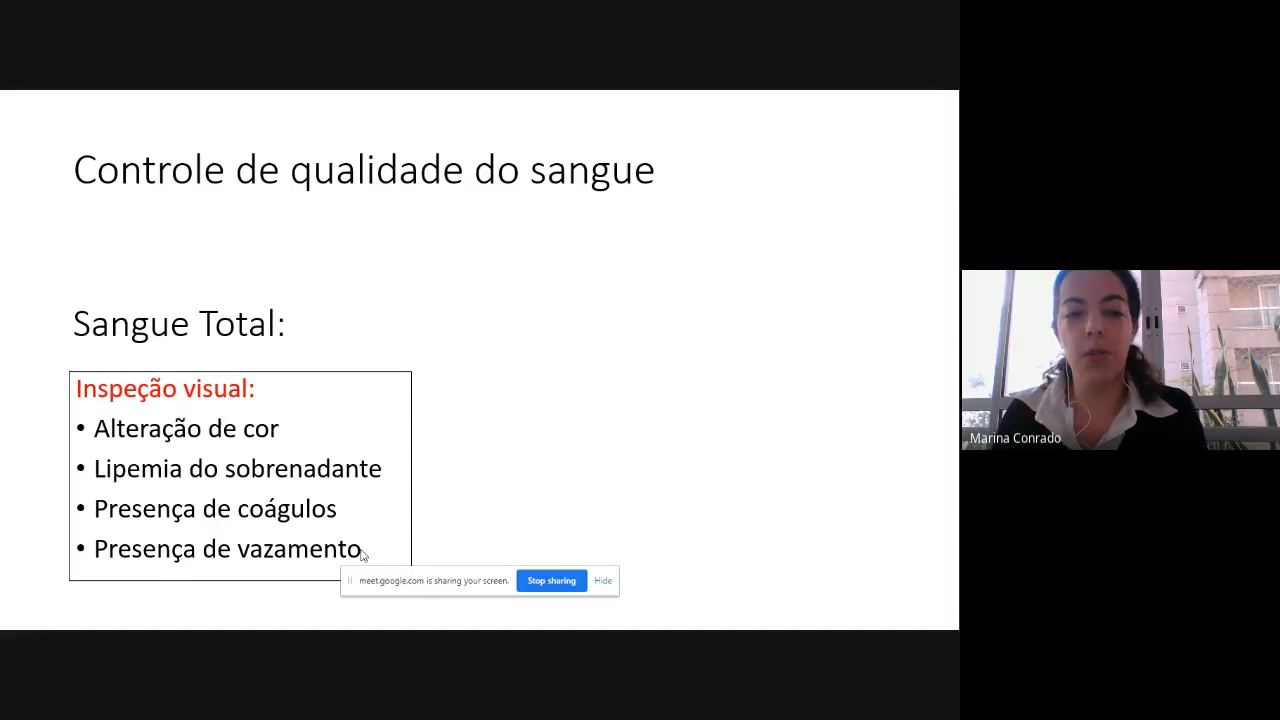 Controle de qualidade do sangue
Sangue Total:
Inspeção visual:
• Alteração de cor
• Lipemia do sobrenadante
• Presença de coágulos
• Presença de vazamento
meet.google.com is sharing your screen. Stop sharing Hide
Marina Conrado